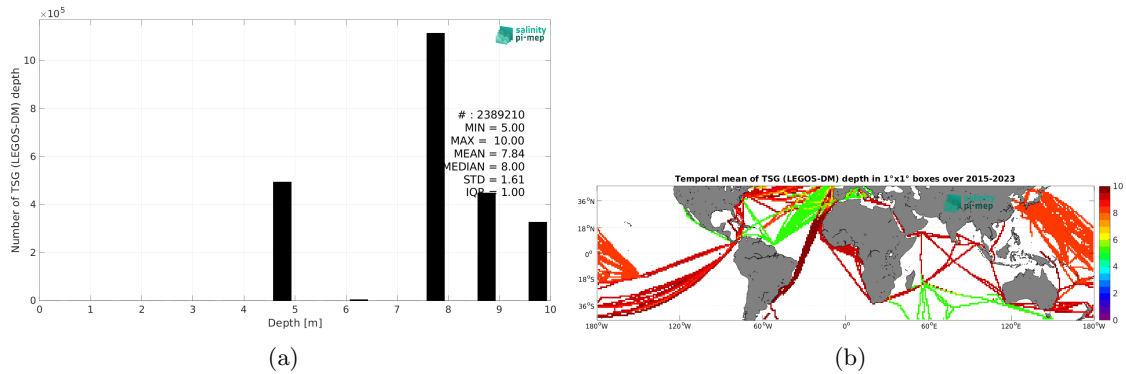 ×10⁵
10
8
6
4
2
0
Number of TSG (LEGOS-DM) depth
salinity
pi-mep
# : 2389210
MIN = 5.00
MAX = 10.00
MEAN = 7.84
MEDIAN = 8.00
STD = 1.61
IQR = 1.00
0 1 2 3 4 5 6 7 8 9 10
Depth [m]
(a)
Temporal mean of TSG (LEGOS-DM) depth in 1°x1° boxes over 2015-2023
salinity
pi-mep
36°N
18°N
0°
18°S
36°S
180°W 120°W 60°W 0° 60°E 120°E 180°W
10
8
6
4
2
0
(b)